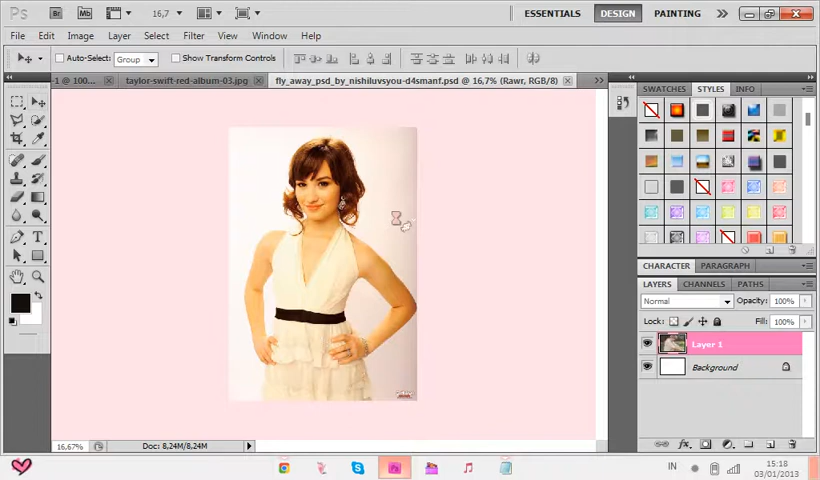 Ps Br Mb 16,7 ESSENTIALS DESIGN PAINTING
File Edit Image Layer Select Filter View Window Help
Auto-Select: Group Show Transform Controls
-1 @ 100... taylor-swift-red-album-03.jpg fly_away_psd_by_nishiluvsyou-d4smanf.psd @ 16,7% (Rawr, RGB/8)
SWATCHES STYLES INFO
CHARACTER PARAGRAPH
LAYERS CHANNELS PATHS
Normal Opacity: 100%
Lock: Fill: 100%
Layer 1
Background
16,67% Doc: 8,24M/8,24M
IN 15:18
03/01/2013